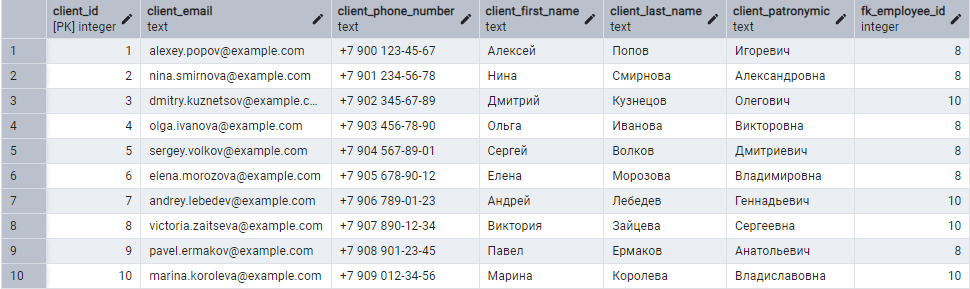 client_id client_email client_phone_number client_first_name client_last_name client_patronymic fk_employee_id
[PK] integer text text text text text integer
1 1 alexey.popov@example.com +7 900 123-45-67 Алексей Попов Игоревич 8
2 2 nina.smirnova@example.com +7 901 234-56-78 Нина Смирнова Александровна 8
3 3 dmitry.kuznetsov@example.c... +7 902 345-67-89 Дмитрий Кузнецов Олегович 10
4 4 olga.ivanova@example.com +7 903 456-78-90 Ольга Иванова Викторовна 8
5 5 sergey.volkov@example.com +7 904 567-89-01 Сергей Волков Дмитриевич 8
6 6 elena.morozova@example.com +7 905 678-90-12 Елена Морозова Владимировна 8
7 7 andrey.lebedev@example.com +7 906 789-01-23 Андрей Лебедев Геннадьевич 10
8 8 victoria.zaitseva@example.com +7 907 890-12-34 Виктория Зайцева Сергеевна 10
9 9 pavel.ermakov@example.com +7 908 901-23-45 Павел Ермаков Анатольевич 8
10 10 marina.koroleva@example.com +7 909 012-34-56 Марина Королева Владиславовна 10